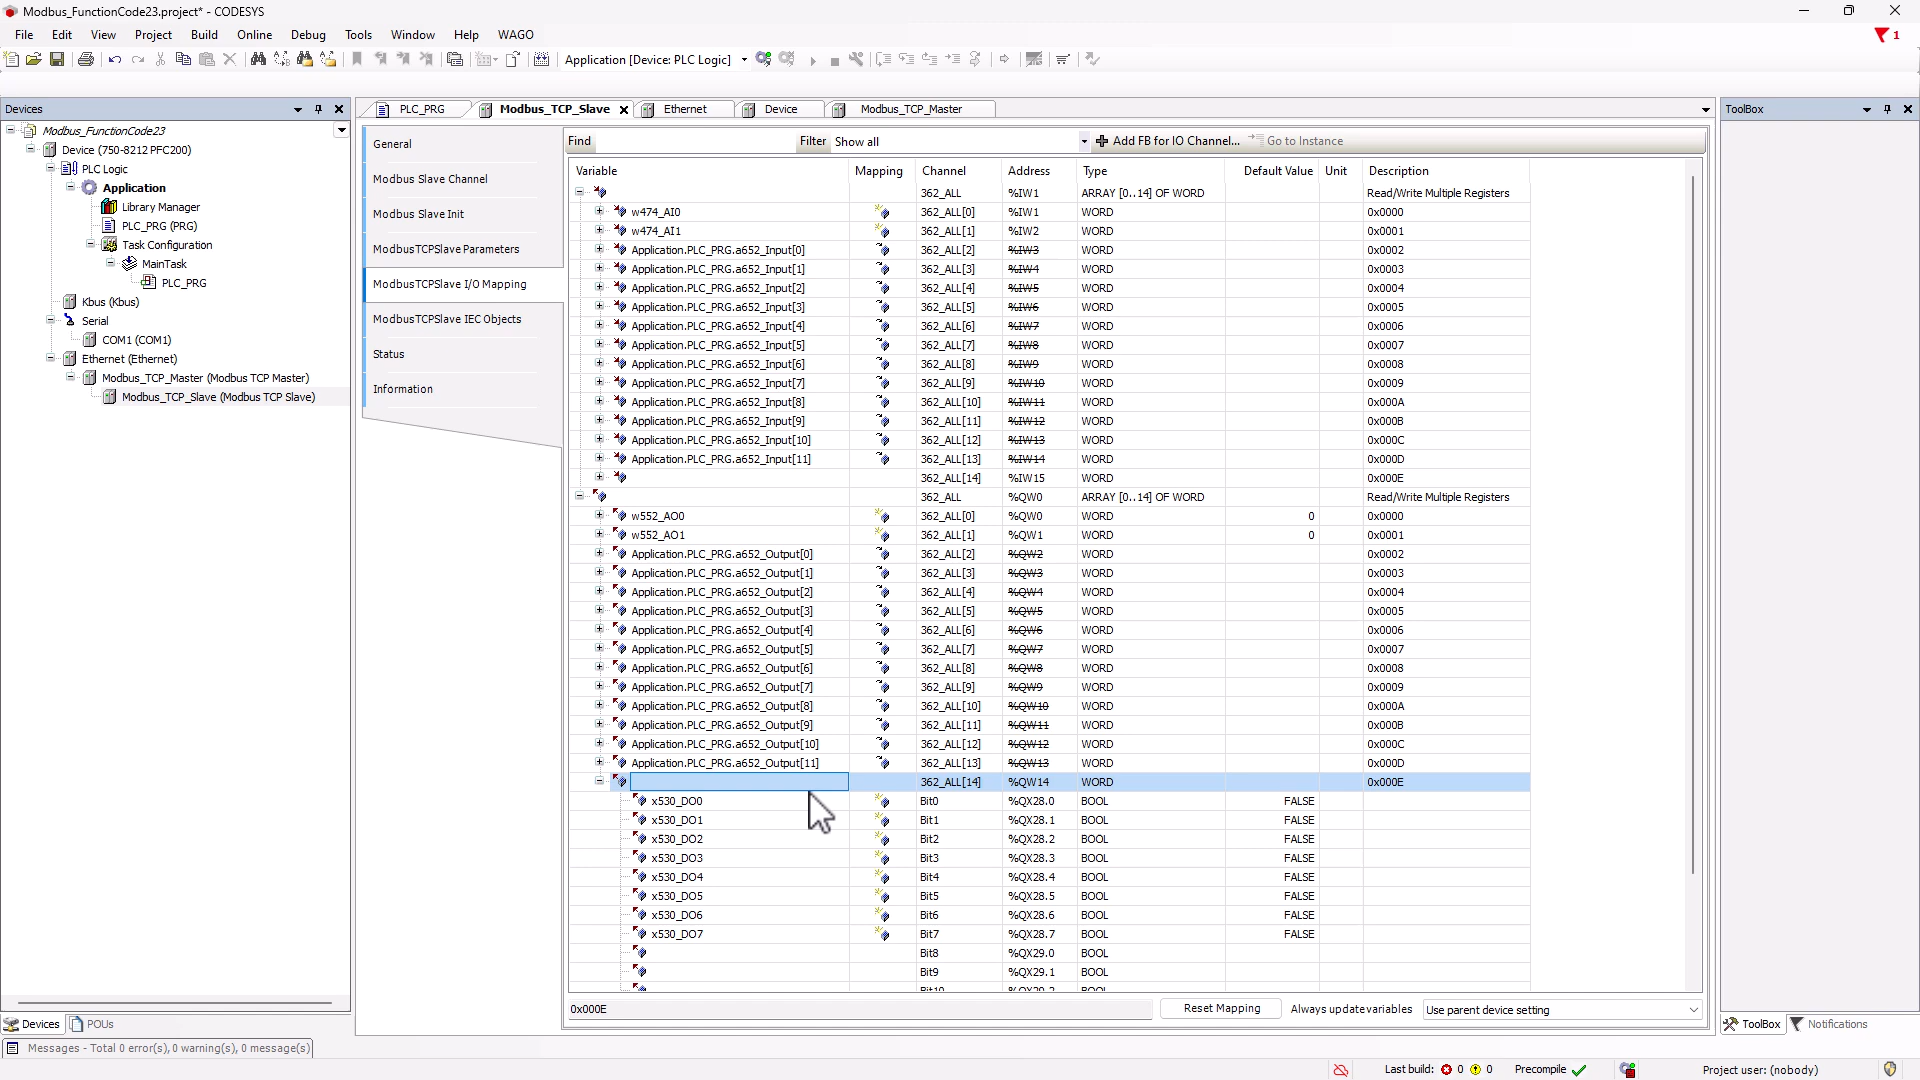 Modbus_FunctionCode23.project* - CODESYS
File Edit View Project Build Online Debug Tools Window Help WAGO
1
Application [Device: PLC Logic]
Devices
Modbus_FunctionCode23
Device (750-8212 PFC200)
PLC Logic
Application
Library Manager
PLC_PRG (PRG)
Task Configuration
MainTask
PLC_PRG
Kbus (Kbus)
Serial
COM1 (COM1)
Ethernet (Ethernet)
Modbus_TCP_Master (Modbus TCP Master)
Modbus_TCP_Slave (Modbus TCP Slave)
Devices POUs
PLC_PRG Modbus_TCP_Slave Ethernet Device Modbus_TCP_Master
General
Modbus Slave Channel
Modbus Slave Init
ModbusTCPSlave Parameters
ModbusTCPSlave I/O Mapping
ModbusTCPSlave IEC Objects
Status
Information
Find Filter Show all Add FB for IO Channel... Go to Instance
Variable Mapping Channel Address Type Default Value Unit Description
362_ALL %IW1 ARRAY [0..14] OF WORD Read/Write Multiple Registers
w474_AI0 362_ALL[0] %IW1 WORD 0x0000
w474_AI1 362_ALL[1] %IW2 WORD 0x0001
Application.PLC_PRG.a652_Input[0] 362_ALL[2] %IW3 WORD 0x0002
Application.PLC_PRG.a652_Input[1] 362_ALL[3] %IW4 WORD 0x0003
Application.PLC_PRG.a652_Input[2] 362_ALL[4] %IW5 WORD 0x0004
Application.PLC_PRG.a652_Input[3] 362_ALL[5] %IW6 WORD 0x0005
Application.PLC_PRG.a652_Input[4] 362_ALL[6] %IW7 WORD 0x0006
Application.PLC_PRG.a652_Input[5] 362_ALL[7] %IW8 WORD 0x0007
Application.PLC_PRG.a652_Input[6] 362_ALL[8] %IW9 WORD 0x0008
Application.PLC_PRG.a652_Input[7] 362_ALL[9] %IW10 WORD 0x0009
Application.PLC_PRG.a652_Input[8] 362_ALL[10] %IW11 WORD 0x000A
Application.PLC_PRG.a652_Input[9] 362_ALL[11] %IW12 WORD 0x000B
Application.PLC_PRG.a652_Input[10] 362_ALL[12] %IW13 WORD 0x000C
Application.PLC_PRG.a652_Input[11] 362_ALL[13] %IW14 WORD 0x000D
362_ALL[14] %IW15 WORD 0x000E
362_ALL %QW0 ARRAY [0..14] OF WORD Read/Write Multiple Registers
w552_AO0 362_ALL[0] %QW0 WORD 0 0x0000
w552_AO1 362_ALL[1] %QW1 WORD 0 0x0001
Application.PLC_PRG.a652_Output[0] 362_ALL[2] %QW2 WORD 0x0002
Application.PLC_PRG.a652_Output[1] 362_ALL[3] %QW3 WORD 0x0003
Application.PLC_PRG.a652_Output[2] 362_ALL[4] %QW4 WORD 0x0004
Application.PLC_PRG.a652_Output[3] 362_ALL[5] %QW5 WORD 0x0005
Application.PLC_PRG.a652_Output[4] 362_ALL[6] %QW6 WORD 0x0006
Application.PLC_PRG.a652_Output[5] 362_ALL[7] %QW7 WORD 0x0007
Application.PLC_PRG.a652_Output[6] 362_ALL[8] %QW8 WORD 0x0008
Application.PLC_PRG.a652_Output[7] 362_ALL[9] %QW9 WORD 0x0009
Application.PLC_PRG.a652_Output[8] 362_ALL[10] %QW10 WORD 0x000A
Application.PLC_PRG.a652_Output[9] 362_ALL[11] %QW11 WORD 0x000B
Application.PLC_PRG.a652_Output[10] 362_ALL[12] %QW12 WORD 0x000C
Application.PLC_PRG.a652_Output[11] 362_ALL[13] %QW13 WORD 0x000D
362_ALL[14] %QW14 WORD 0x000E
x530_DO0 Bit0 %QX28.0 BOOL FALSE
x530_DO1 Bit1 %QX28.1 BOOL FALSE
x530_DO2 Bit2 %QX28.2 BOOL FALSE
x530_DO3 Bit3 %QX28.3 BOOL FALSE
x530_DO4 Bit4 %QX28.4 BOOL FALSE
x530_DO5 Bit5 %QX28.5 BOOL FALSE
x530_DO6 Bit6 %QX28.6 BOOL FALSE
x530_DO7 Bit7 %QX28.7 BOOL FALSE
Bit8 %QX29.0 BOOL
Bit9 %QX29.1 BOOL
Bit10 %QX29.2 BOOL
0x000E Reset Mapping Always update variables Use parent device setting
ToolBox
ToolBox Notifications
Messages - Total 0 error(s), 0 warning(s), 0 message(s)
Last build: 0 0 Precompile Project user: (nobody)